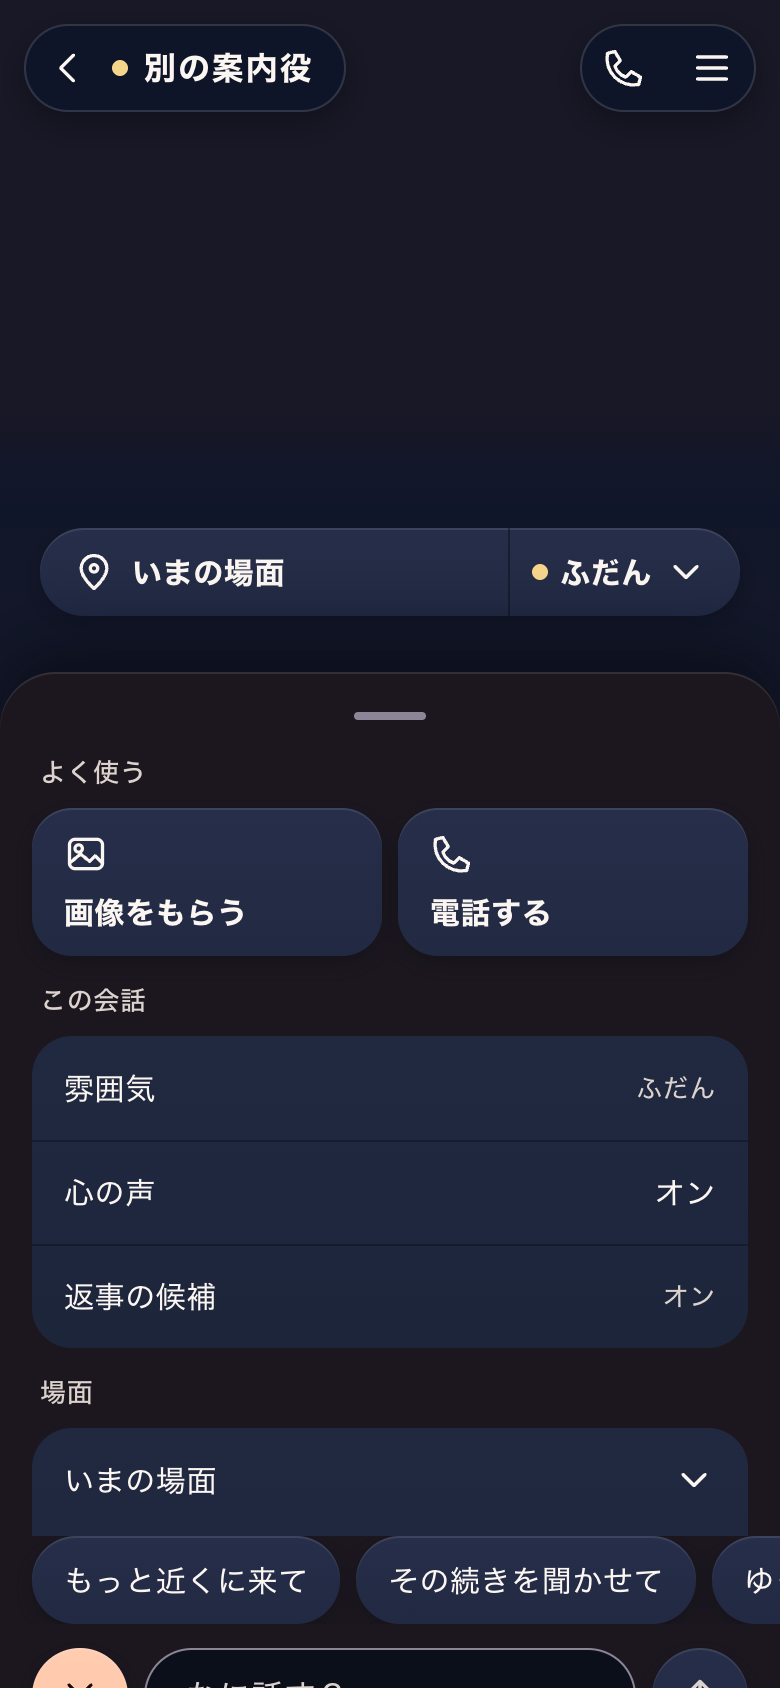 別の案内役
いまの場面
ふだん
よく使う
画像をもらう
電話する
この会話
雰囲気
ふだん
心の声
オン
返事の候補
オン
場面
いまの場面
もっと近くに来て
その続きを聞かせて
ゆ